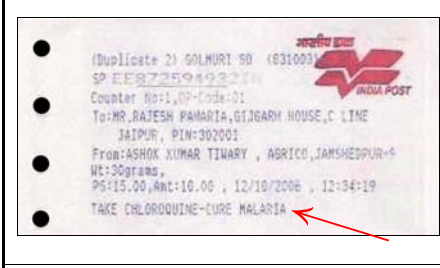 भारतीय डाक
(Duplicate 2) GOLMURI SO (831003)
SP EE872594932IN
INDIA POST
Counter No:1,OP-Code:01
To:MR.RAJESH PAHARIA,GIJGARH HOUSE,C LINE
JAIPUR, PIN:302001
From:ASHOK KUMAR TIWARY , AGRICO,JAMSHEDPUR-9
Wt:30grams,
PS:15.00,Amt:10.00 , 12/10/2006 , 12:34:19
TAKE CHLOROQUINE-CURE MALARIA